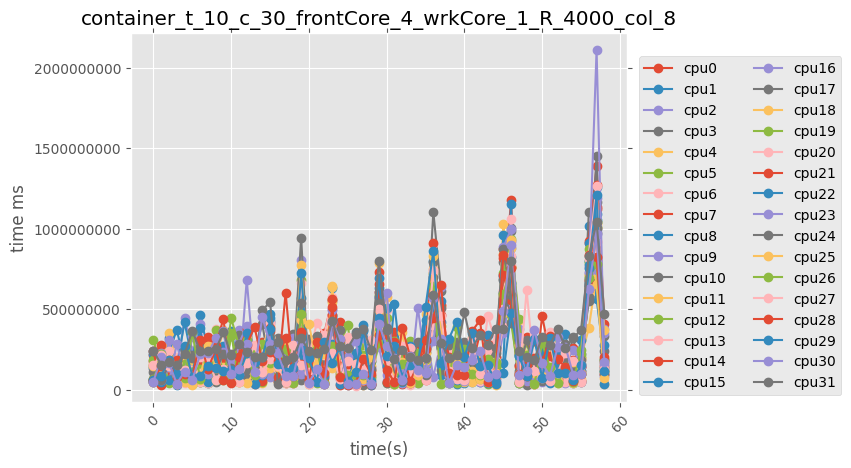 container_t_10_c_30_frontCore_4_wrkCore_1_R_4000_col_8
time ms
2000000000
1500000000
1000000000
500000000
0
0
10
20
30
40
50
60
time(s)
cpu0
cpu1
cpu2
cpu3
cpu4
cpu5
cpu6
cpu7
cpu8
cpu9
cpu10
cpu11
cpu12
cpu13
cpu14
cpu15
cpu16
cpu17
cpu18
cpu19
cpu20
cpu21
cpu22
cpu23
cpu24
cpu25
cpu26
cpu27
cpu28
cpu29
cpu30
cpu31